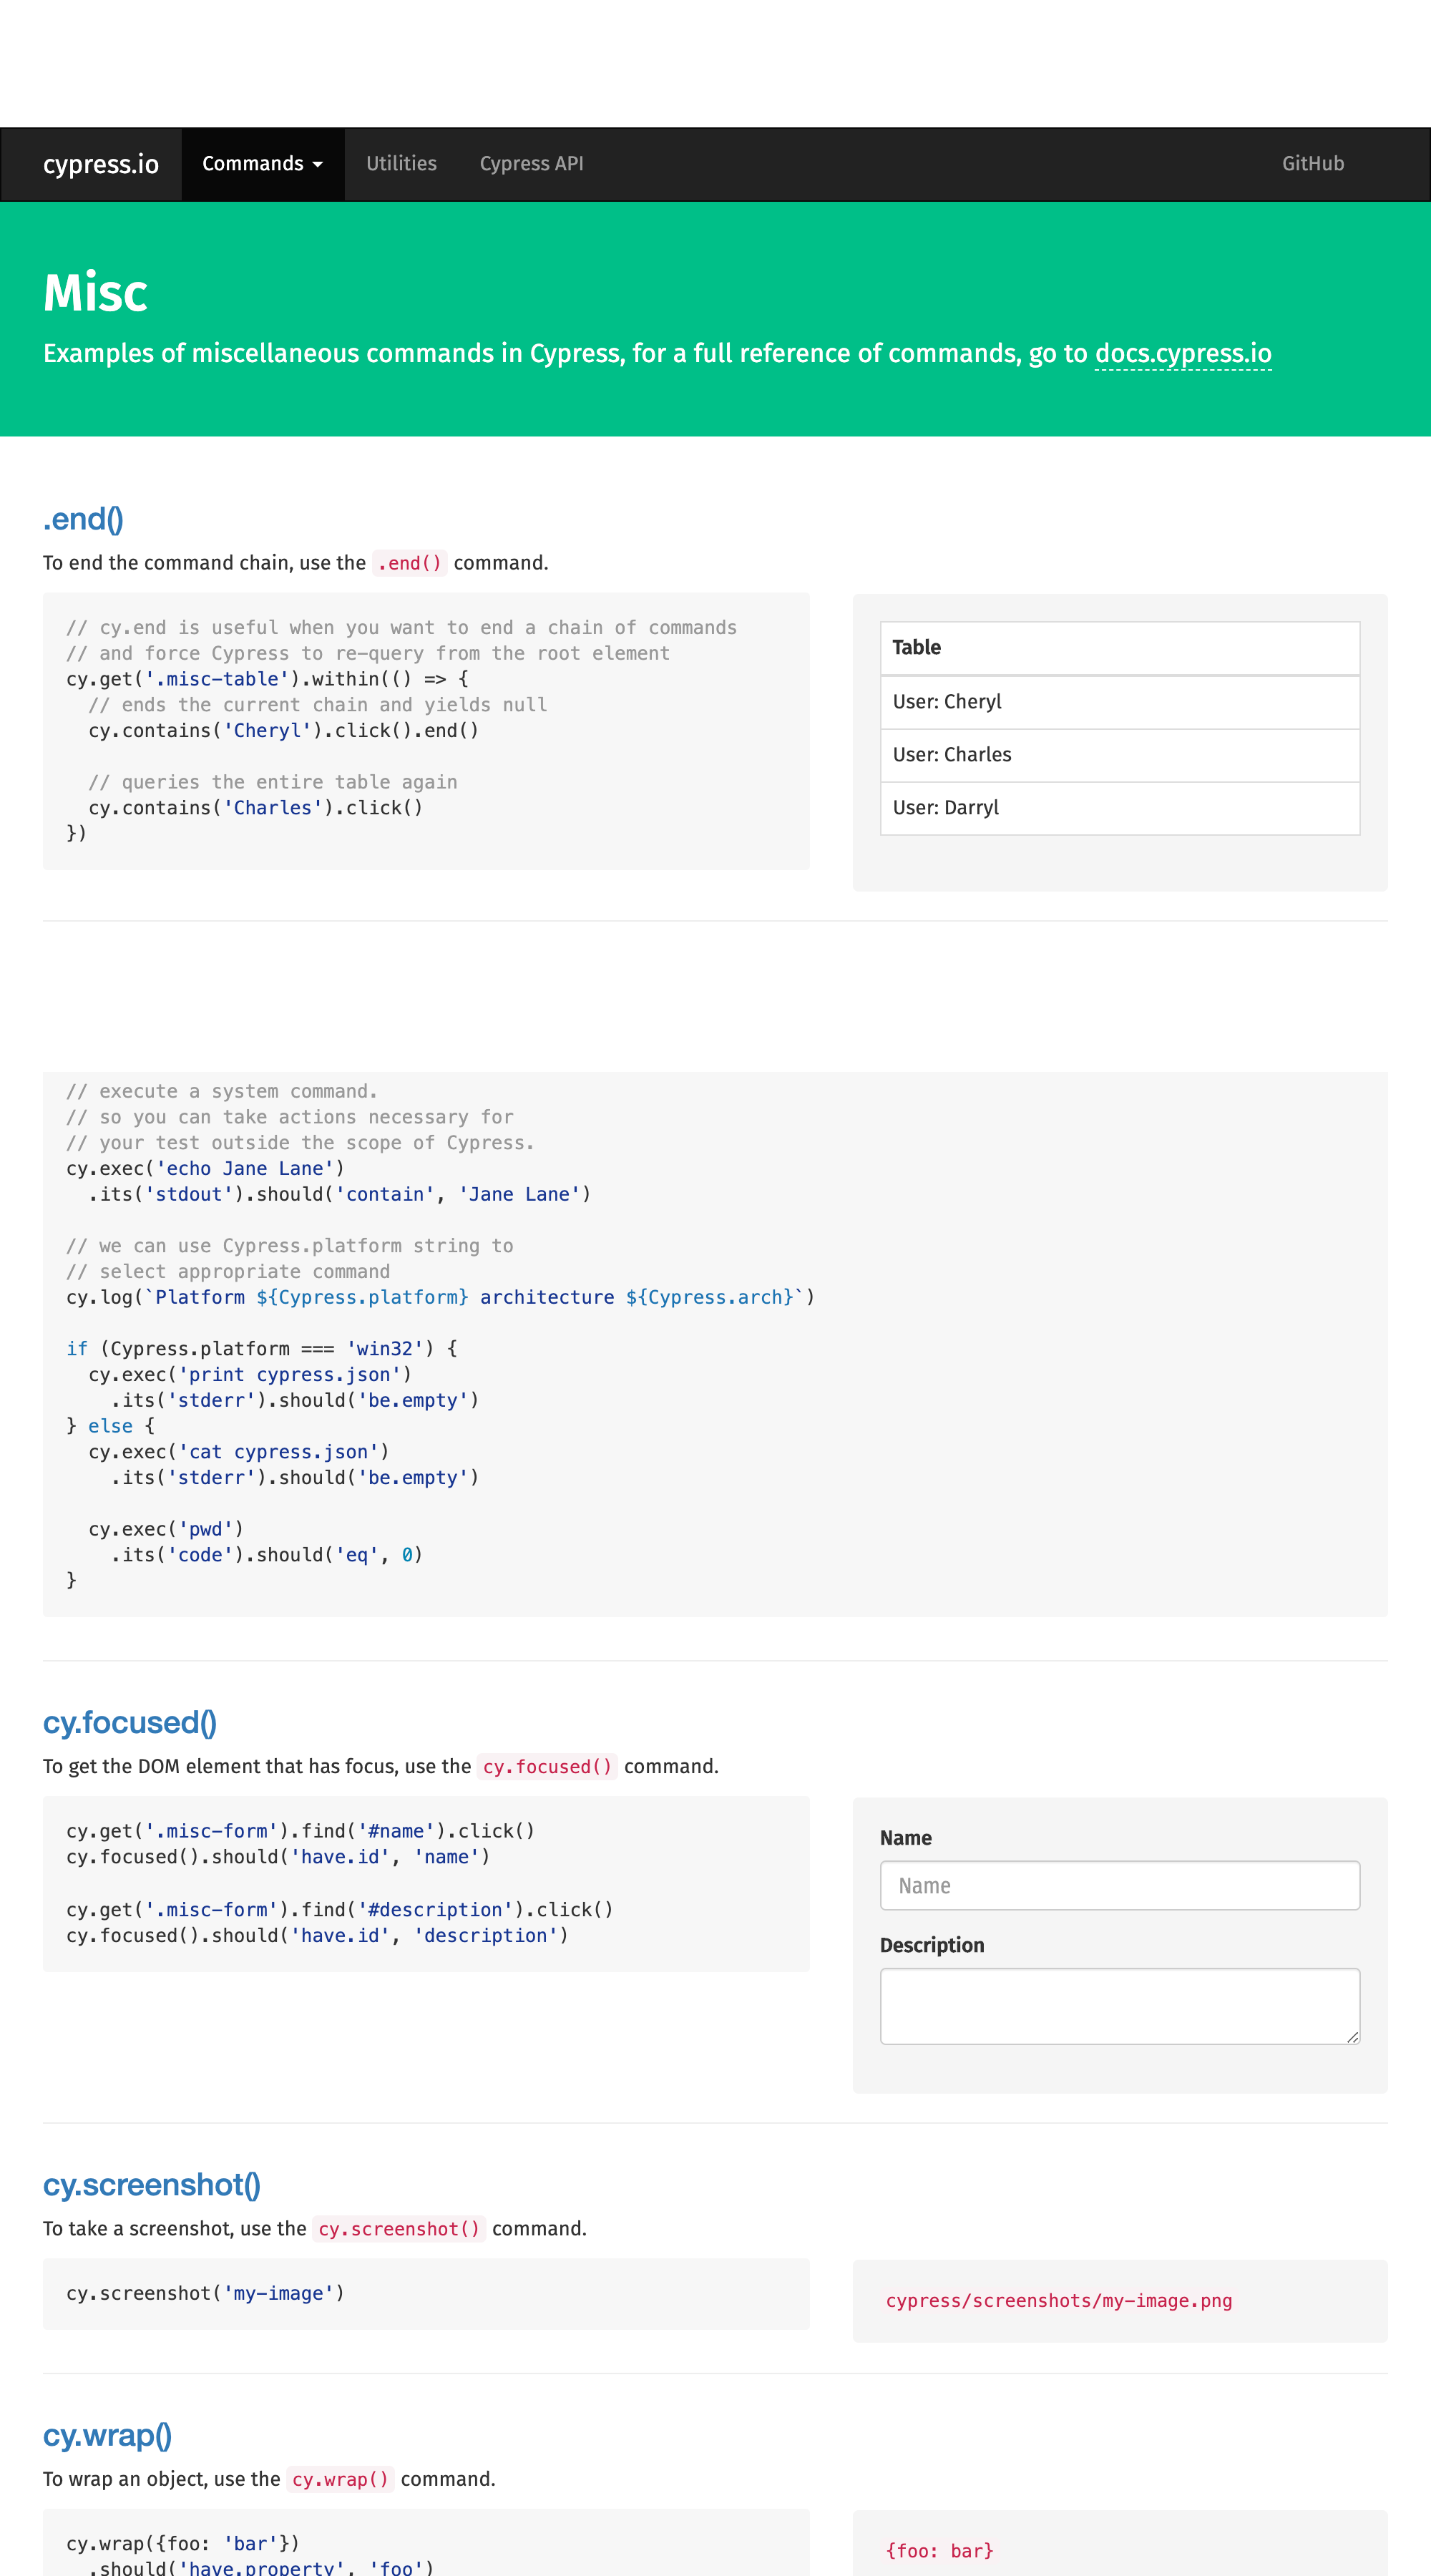 cypress.io Commands Utilities Cypress API GitHub
Misc
Examples of miscellaneous commands in Cypress, for a full reference of commands, go to docs.cypress.io
.end()
To end the command chain, use the .end() command.
// cy.end is useful when you want to end a chain of commands
// and force Cypress to re-query from the root element
cy.get('.misc-table').within(() => {
  // ends the current chain and yields null
  cy.contains('Cheryl').click().end()
  // queries the entire table again
  cy.contains('Charles').click()
})
Table
User: Cheryl
User: Charles
User: Darryl
// execute a system command.
// so you can take actions necessary for
// your test outside the scope of Cypress.
cy.exec('echo Jane Lane')
  .its('stdout').should('contain', 'Jane Lane')
// we can use Cypress.platform string to
// select appropriate command
cy.log(`Platform ${Cypress.platform} architecture ${Cypress.arch}`)
if (Cypress.platform === 'win32') {
  cy.exec('print cypress.json')
    .its('stderr').should('be.empty')
} else {
  cy.exec('cat cypress.json')
    .its('stderr').should('be.empty')
  cy.exec('pwd')
    .its('code').should('eq', 0)
}
cy.focused()
To get the DOM element that has focus, use the cy.focused() command.
cy.get('.misc-form').find('#name').click()
cy.focused().should('have.id', 'name')
cy.get('.misc-form').find('#description').click()
cy.focused().should('have.id', 'description')
Name
Name
Description
cy.screenshot()
To take a screenshot, use the cy.screenshot() command.
cy.screenshot('my-image')
cypress/screenshots/my-image.png
cy.wrap()
To wrap an object, use the cy.wrap() command.
cy.wrap({foo: 'bar'})
  .should('have.property', 'foo')
{foo: bar}